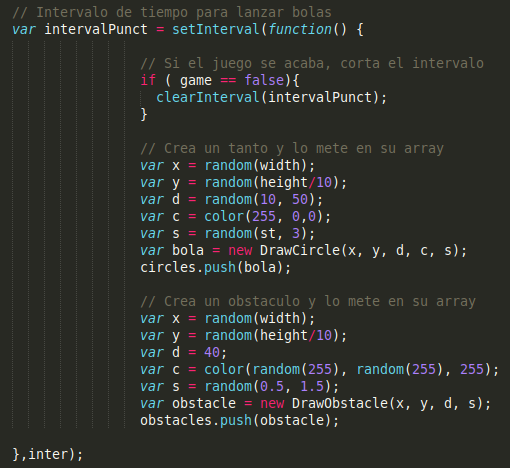 // Intervalo de tiempo para lanzar bolas
var intervalPunct = setInterval(function() {
// Si el juego se acaba, corta el intervalo
if ( game == false){
clearInterval(intervalPunct);
}
// Crea un tanto y lo mete en su array
var x = random(width);
var y = random(height/10);
var d = random(10, 50);
var c = color(255, 0,0);
var s = random(st, 3);
var bola = new DrawCircle(x, y, d, c, s);
circles.push(bola);
// Crea un obstaculo y lo mete en su array
var x = random(width);
var y = random(height/10);
var d = 40;
var c = color(random(255), random(255), 255);
var s = random(0.5, 1.5);
var obstacle = new DrawObstacle(x, y, d, s);
obstacles.push(obstacle);
},inter);